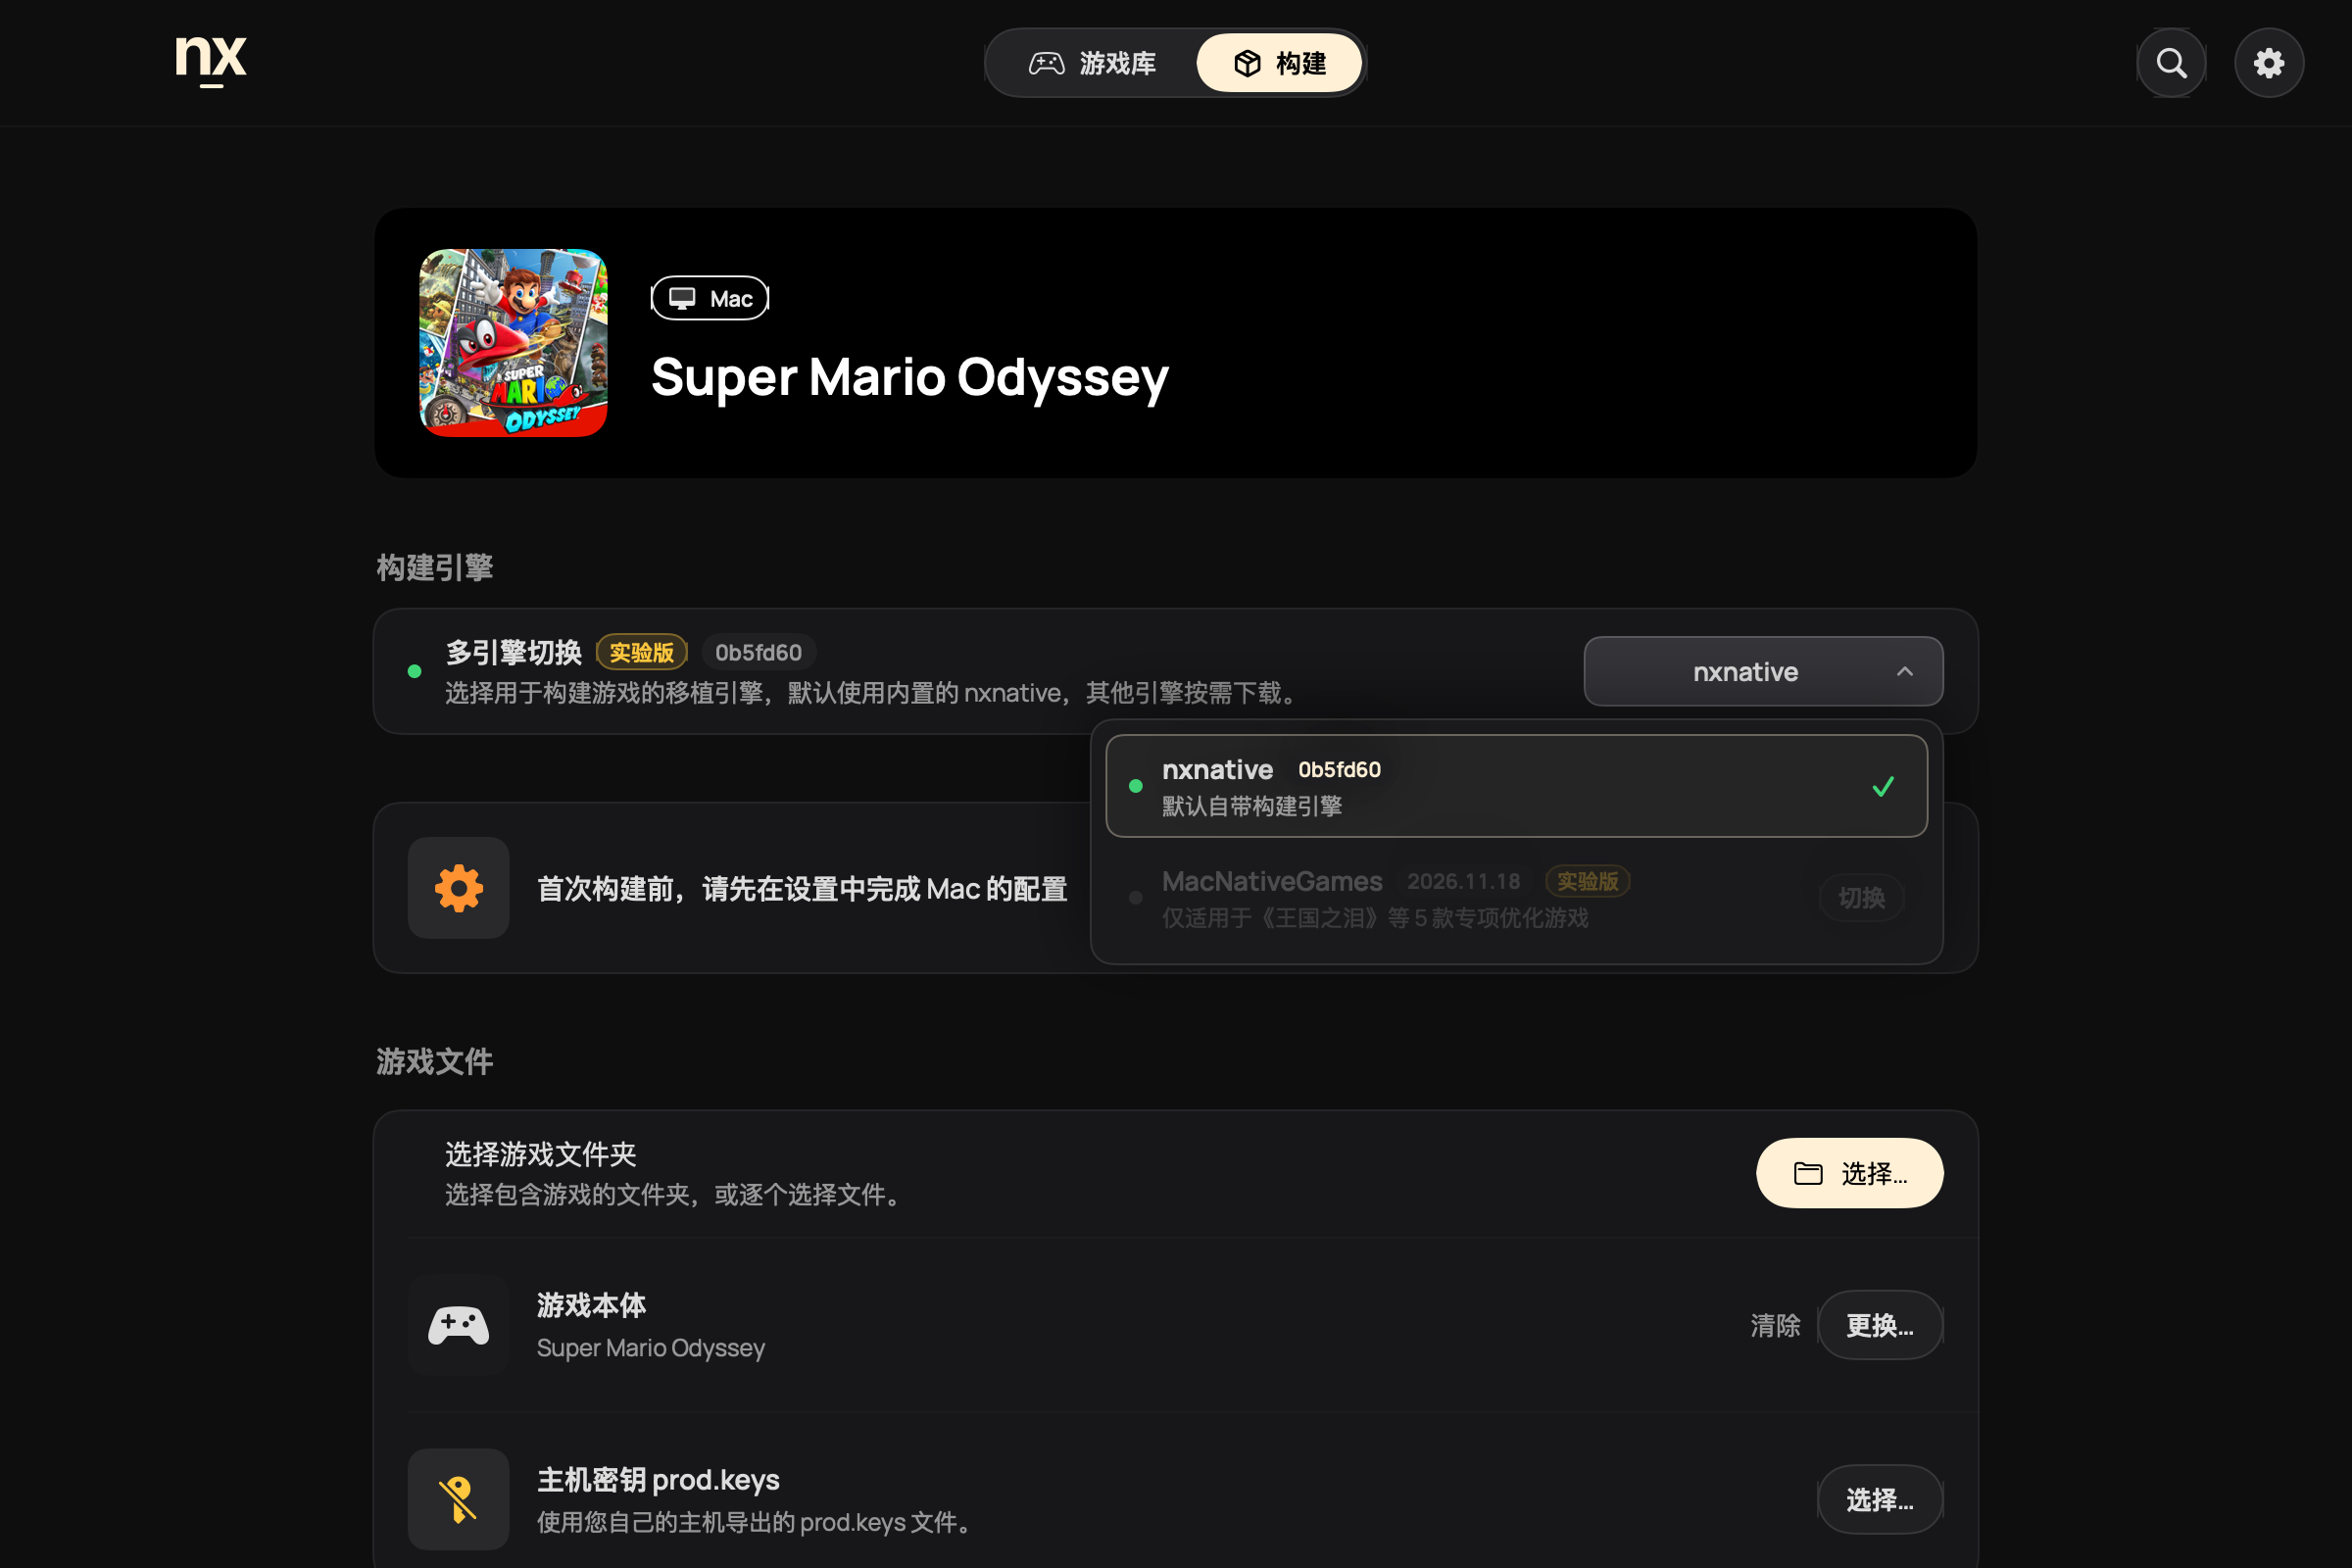 nx
游戏库
构建
Mac
Super Mario Odyssey
SUPER
MARIO
ODYSSEY
构建引擎
多引擎切换 实验版 0b5fd60
选择用于构建游戏的移植引擎，默认使用内置的 nxnative，其他引擎按需下载。
nxnative
nxnative 0b5fd60
默认自带构建引擎
MacNativeGames 2026.11.18 实验版
仅适用于《王国之泪》等 5 款专项优化游戏
切换
首次构建前，请先在设置中完成 Mac 的配置
游戏文件
选择游戏文件夹
选择包含游戏的文件夹，或逐个选择文件。
选择...
游戏本体
Super Mario Odyssey
清除
更换...
主机密钥 prod.keys
使用您自己的主机导出的 prod.keys 文件。
选择...